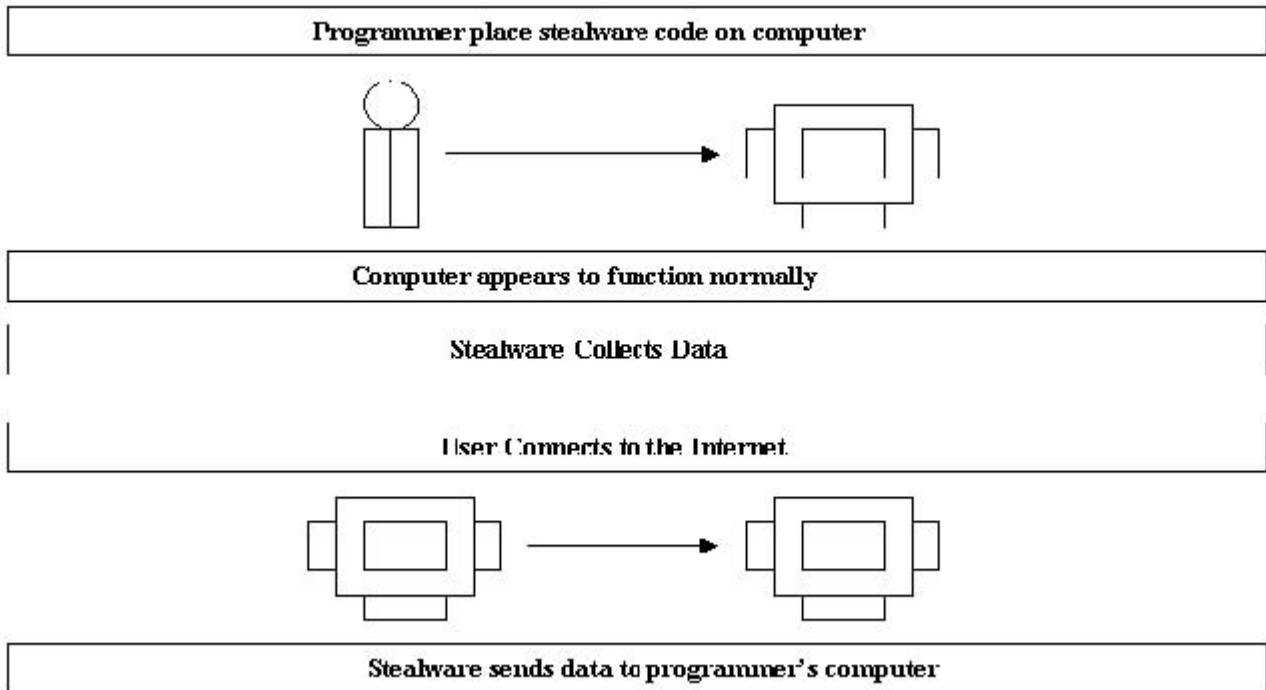 Programmer place stealware code on computer
Computer appears to function normally
Stealware Collects Data
User Connects to the Internet
Stealware sends data to programmer's computer